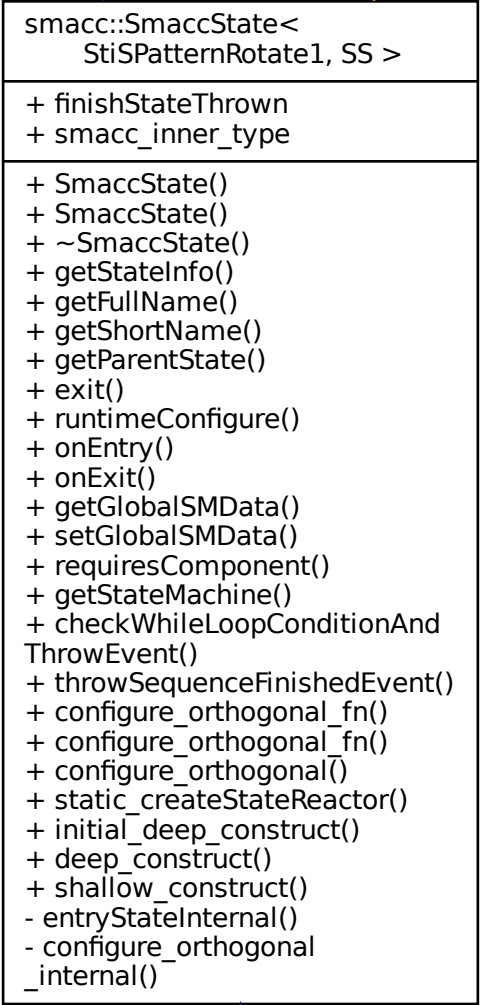 smacc::SmaccState<
StiSPatternRotate1, SS >
+ finishStateThrown
+ smacc_inner_type
+ SmaccState()
+ SmaccState()
+ ~SmaccState()
+ getStateInfo()
+ getFullName()
+ getShortName()
+ getParentState()
+ exit()
+ runtimeConfigure()
+ onEntry()
+ onExit()
+ getGlobalSMData()
+ setGlobalSMData()
+ requiresComponent()
+ getStateMachine()
+ checkWhileLoopConditionAnd
ThrowEvent()
+ throwSequenceFinishedEvent()
+ configure_orthogonal_fn()
+ configure_orthogonal_fn()
+ configure_orthogonal()
+ static_createStateReactor()
+ initial_deep_construct()
+ deep_construct()
+ shallow_construct()
- entryStateInternal()
- configure_orthogonal
_internal()